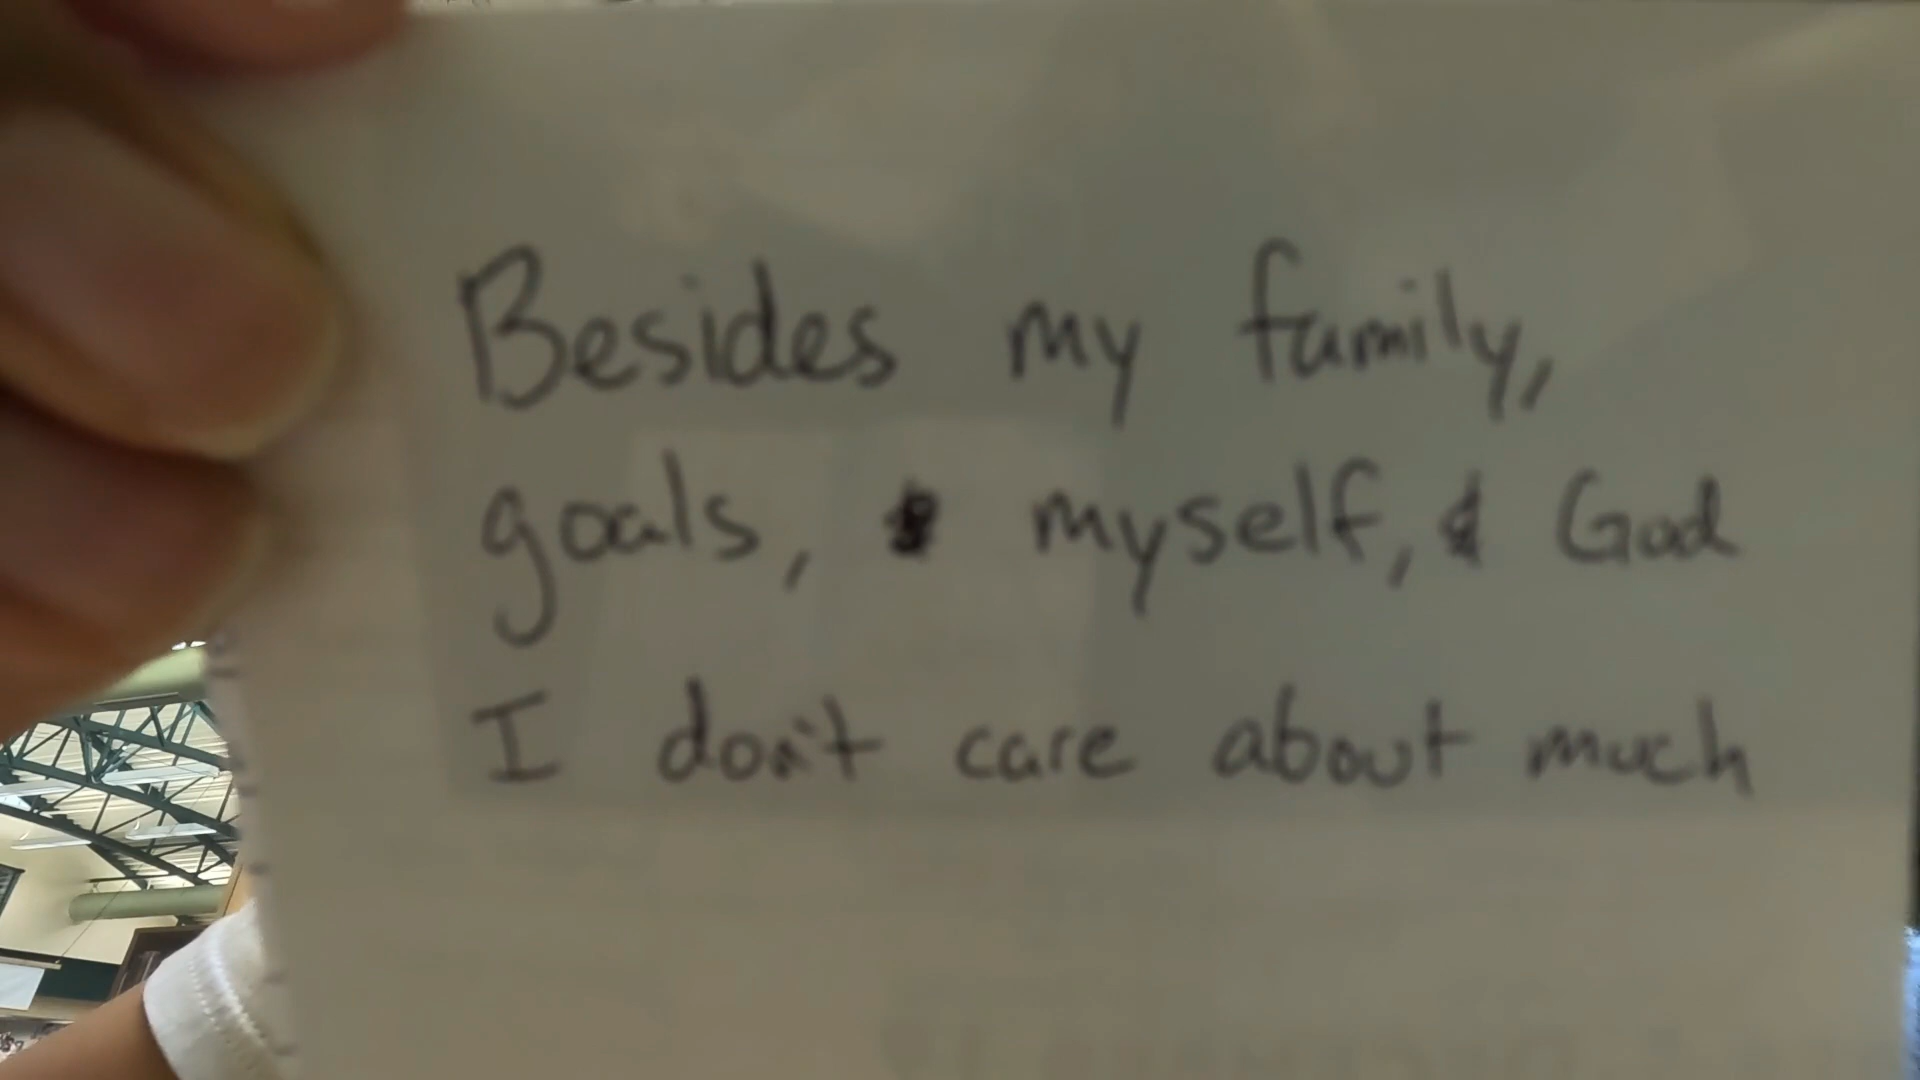 Besides my family,
goals, myself, & God
I don't care about much